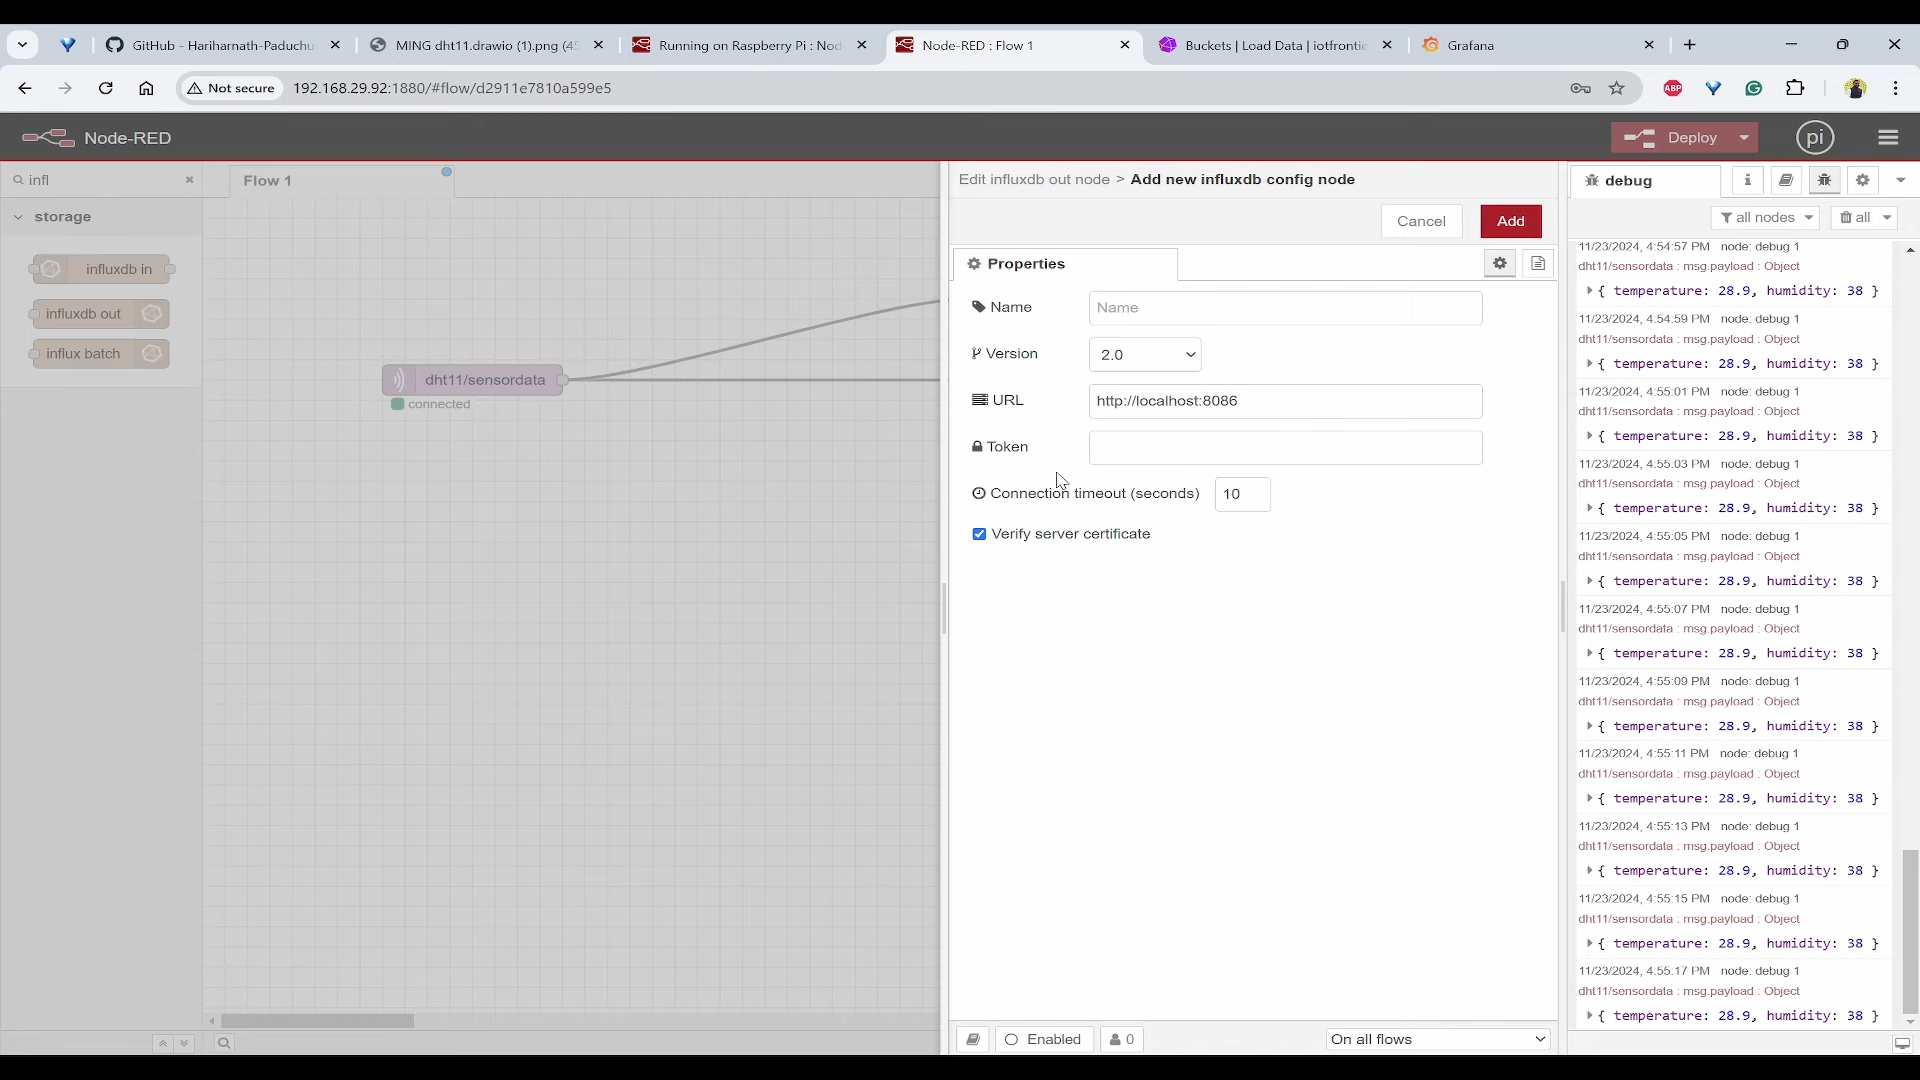 GitHub - Hariharnath-Paduchu
MING dht11.drawio (1).png (45
Running on Raspberry Pi : Nod
Node-RED : Flow 1
Buckets | Load Data | iotfrontie
Grafana
Not secure
192.168.29.92:1880/#flow/d2911e7810a599e5
ABP
Node-RED
Deploy
pi
infl
Flow 1
storage
influxdb in
influxdb out
influx batch
dht11/sensordata
connected
Edit influxdb out node > Add new influxdb config node
Cancel
Add
Properties
Name
Name
Version
2.0
URL
http://localhost:8086
Token
Connection timeout (seconds)
10
Verify server certificate
Enabled
0
On all flows
debug
all nodes
all
11/23/2024, 4:54:57 PM node: debug 1
dht11/sensordata : msg.payload : Object
{ temperature: 28.9, humidity: 38 }
11/23/2024, 4:54:59 PM node: debug 1
dht11/sensordata : msg.payload : Object
{ temperature: 28.9, humidity: 38 }
11/23/2024, 4:55:01 PM node: debug 1
dht11/sensordata : msg.payload : Object
{ temperature: 28.9, humidity: 38 }
11/23/2024, 4:55:03 PM node: debug 1
dht11/sensordata : msg.payload : Object
{ temperature: 28.9, humidity: 38 }
11/23/2024, 4:55:05 PM node: debug 1
dht11/sensordata : msg.payload : Object
{ temperature: 28.9, humidity: 38 }
11/23/2024, 4:55:07 PM node: debug 1
dht11/sensordata : msg.payload : Object
{ temperature: 28.9, humidity: 38 }
11/23/2024, 4:55:09 PM node: debug 1
dht11/sensordata : msg.payload : Object
{ temperature: 28.9, humidity: 38 }
11/23/2024, 4:55:11 PM node: debug 1
dht11/sensordata : msg.payload : Object
{ temperature: 28.9, humidity: 38 }
11/23/2024, 4:55:13 PM node: debug 1
dht11/sensordata : msg.payload : Object
{ temperature: 28.9, humidity: 38 }
11/23/2024, 4:55:15 PM node: debug 1
dht11/sensordata : msg.payload : Object
{ temperature: 28.9, humidity: 38 }
11/23/2024, 4:55:17 PM node: debug 1
dht11/sensordata : msg.payload : Object
{ temperature: 28.9, humidity: 38 }